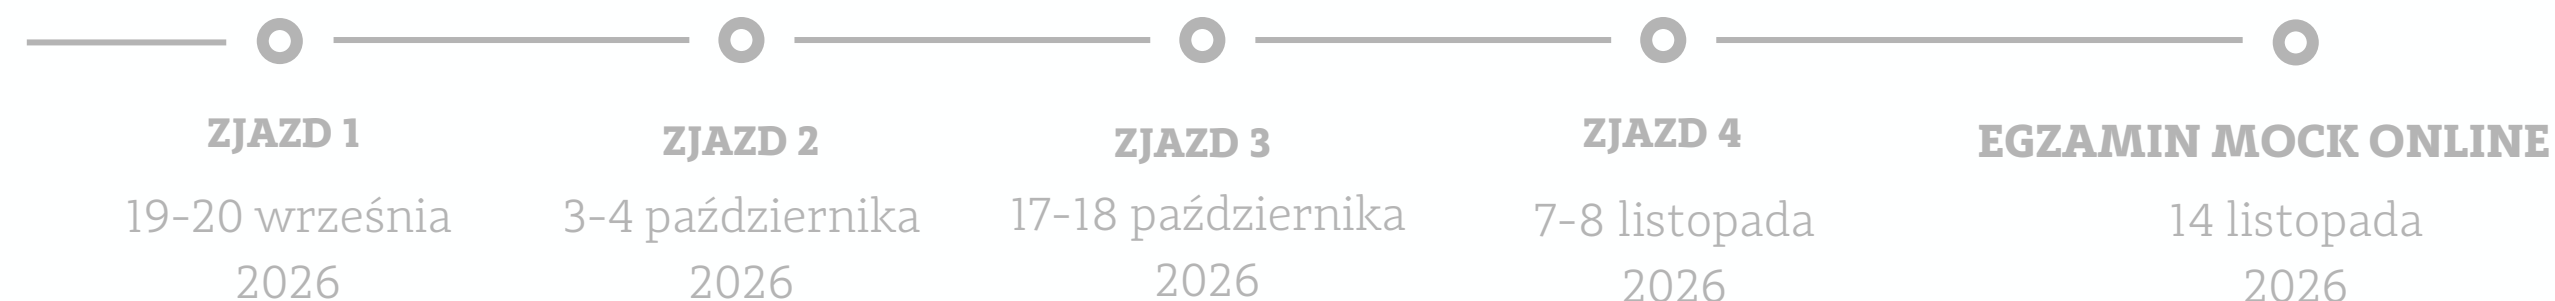 ZJAZD 1
19-20 września
2026
ZJAZD 2
3-4 października
2026
ZJAZD 3
17-18 października
2026
ZJAZD 4
7-8 listopada
2026
EGZAMIN MOCK ONLINE
14 listopada
2026